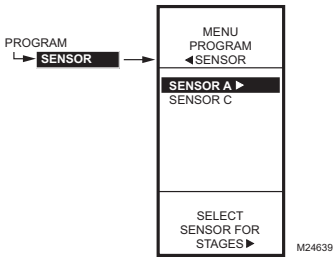 PROGRAM
SENSOR
MENU
PROGRAM
◄SENSOR
SENSOR A ►
SENSOR C
SELECT
SENSOR FOR
STAGES►
M24639